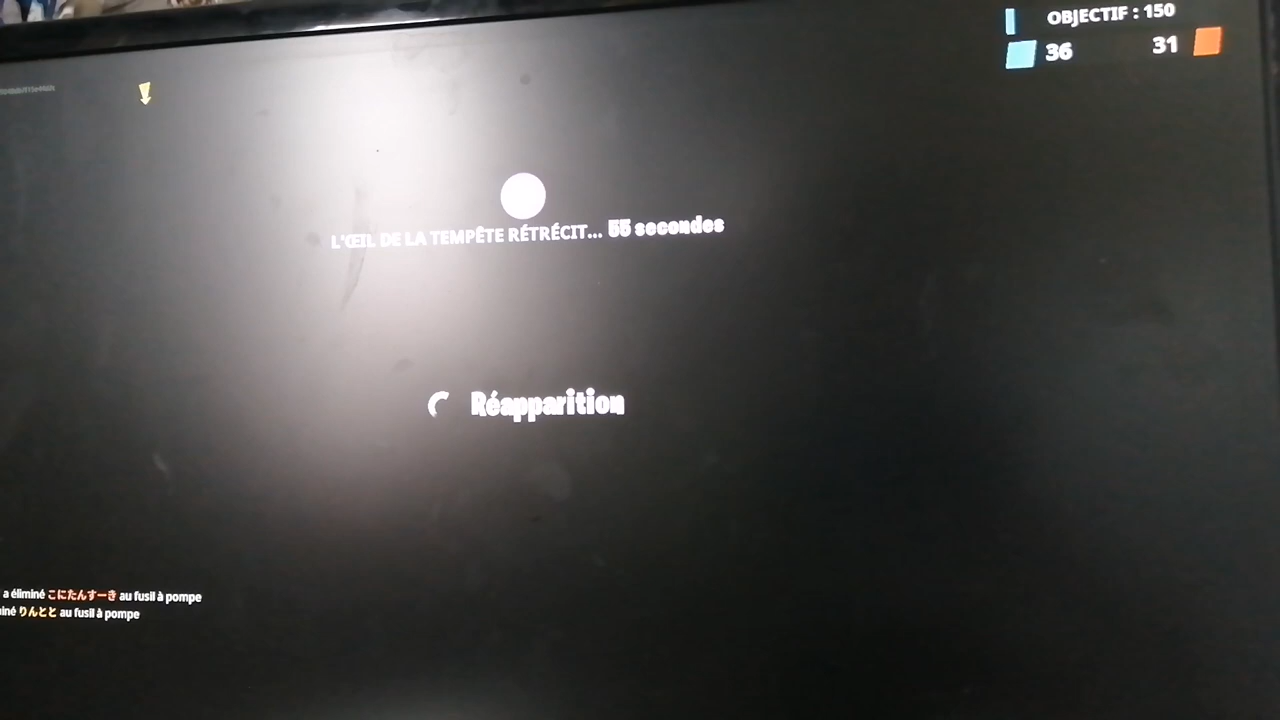 OBJECTIF : 150
36 31
L'ŒIL DE LA TEMPÊTE RÉTRÉCIT... 55 secondes
Réapparition
a éliminé こにたんすーき au fusil à pompe
りんとと au fusil à pompe